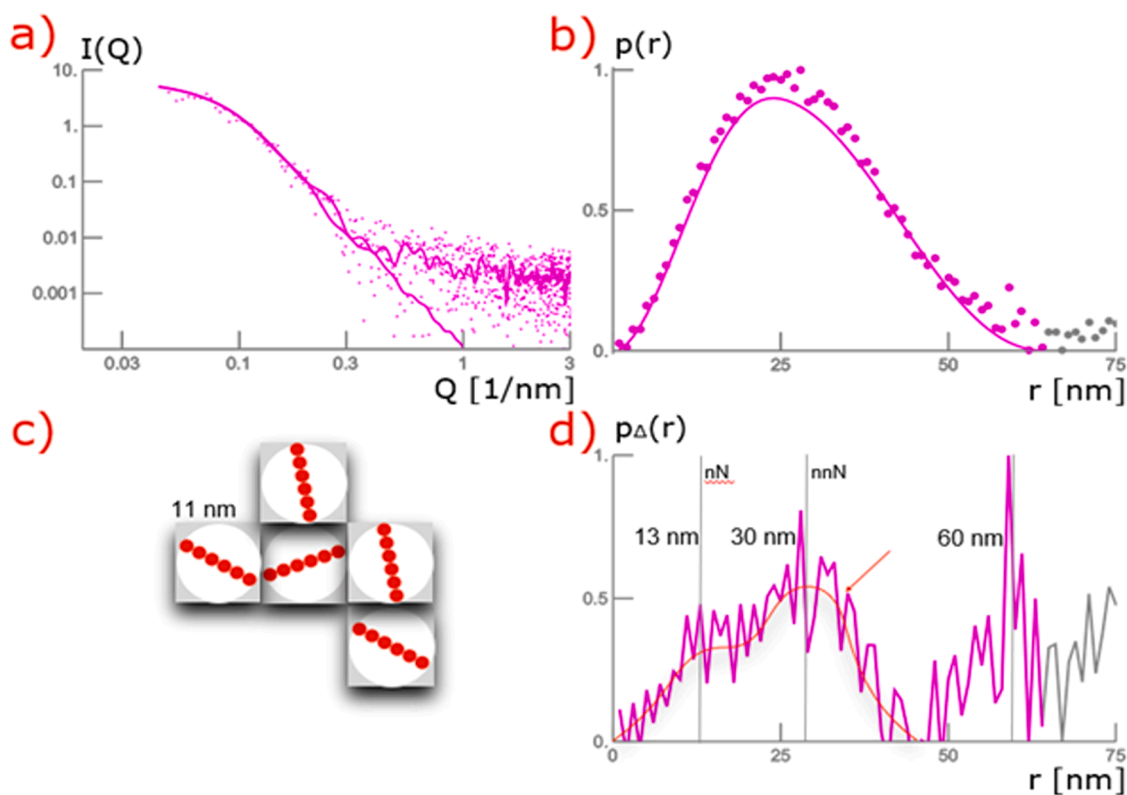 a)
I(Q)
10.
1.
0.1
0.01
0.001
0.03
0.1
0.3
1
3
Q [1/nm]
b)
p(r)
1.
0.5
0.
25
50
75
r [nm]
c)
11 nm
d)
pΔ(r)
1.
0.5
0.
nN
nnN
13 nm
30 nm
60 nm
0
25
50
75
r [nm]